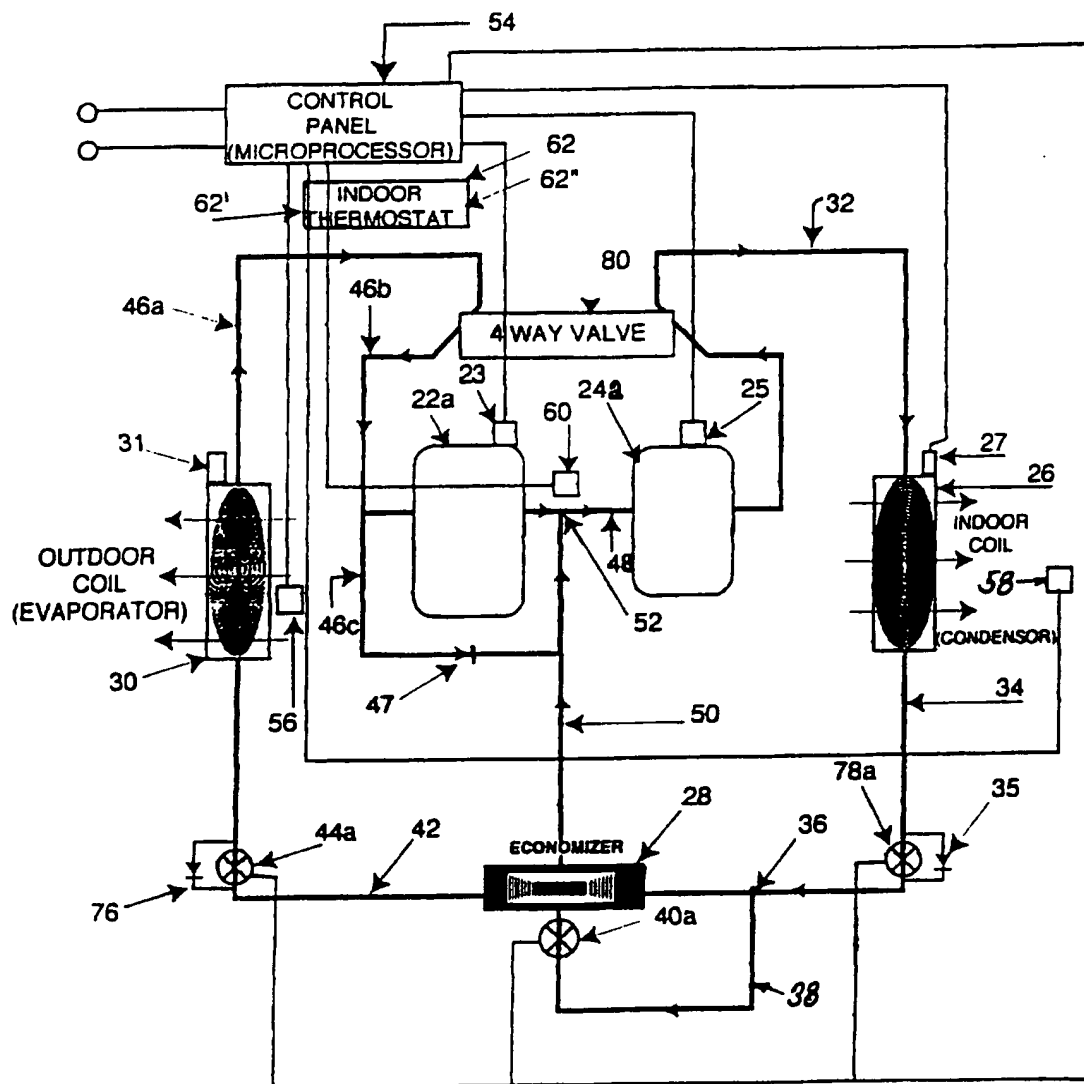 54
CONTROL
PANEL
(MICROPROCESSOR)
62
62"
INDOOR
THERMOSTAT
62'
32
80
46a
46b
4 WAY VALVE
23
22a
60
24a
25
31
27
26
INDOOR
COIL
58
(CONDENSOR)
OUTDOOR
COIL
(EVAPORATOR)
48
46c
52
30
56
47
50
34
78a
35
28
36
44a
42
ECONOMIZER
76
40a
38